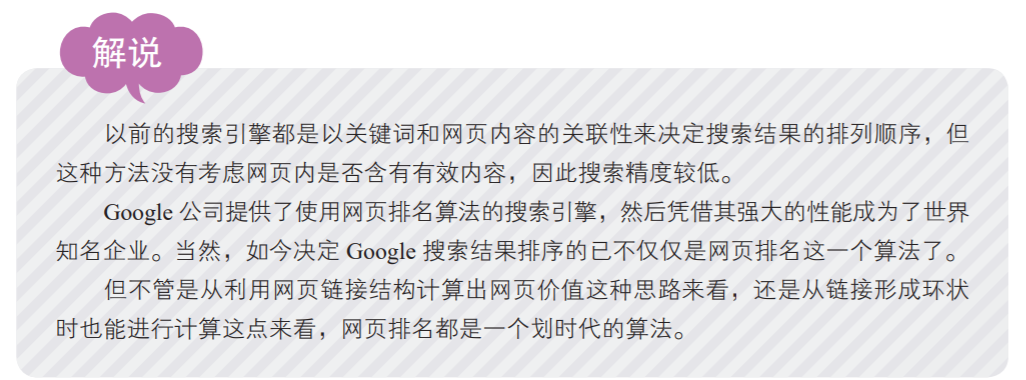 解说
以前的搜索引擎都是以关键词和网页内容的关联性来决定搜索结果的排列顺序，但
这种方法没有考虑网页内是否含有有效内容，因此搜索精度较低。
Google 公司提供了使用网页排名算法的搜索引擎，然后凭借其强大的性能成为了世界
知名企业。当然，如今决定 Google 搜索结果排序的已不仅仅是网页排名这一个算法了。
但不管是从利用网页链接结构计算出网页价值这种思路来看，还是从链接形成环状
时也能进行计算这点来看，网页排名都是一个划时代的算法。